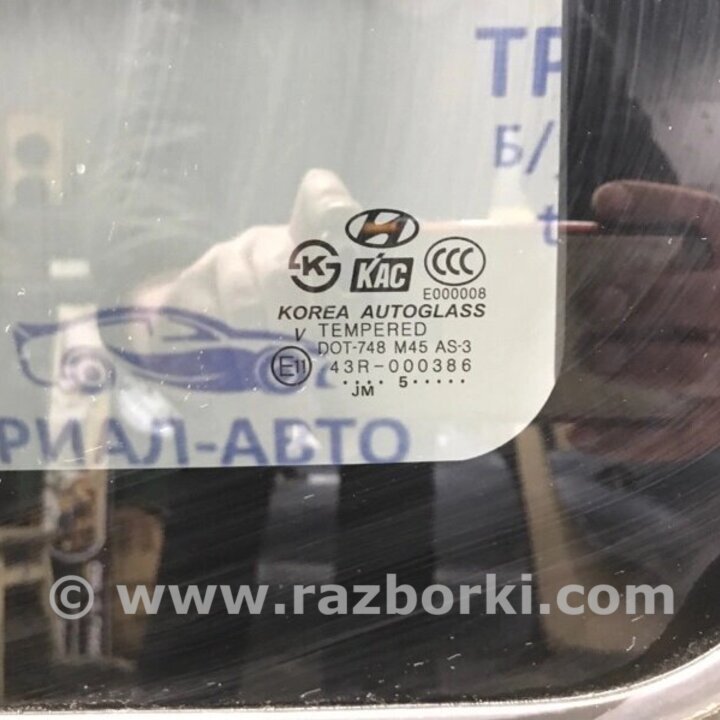 ТР
Б/
t
KAC
CCC
E000008
KOREA AUTOGLASS
V TEMPERED
DOT-748 M45 AS-3
E11 43R-000386
.... 5.....
JM
РИАЛ-АВТО
© www.razborki.com